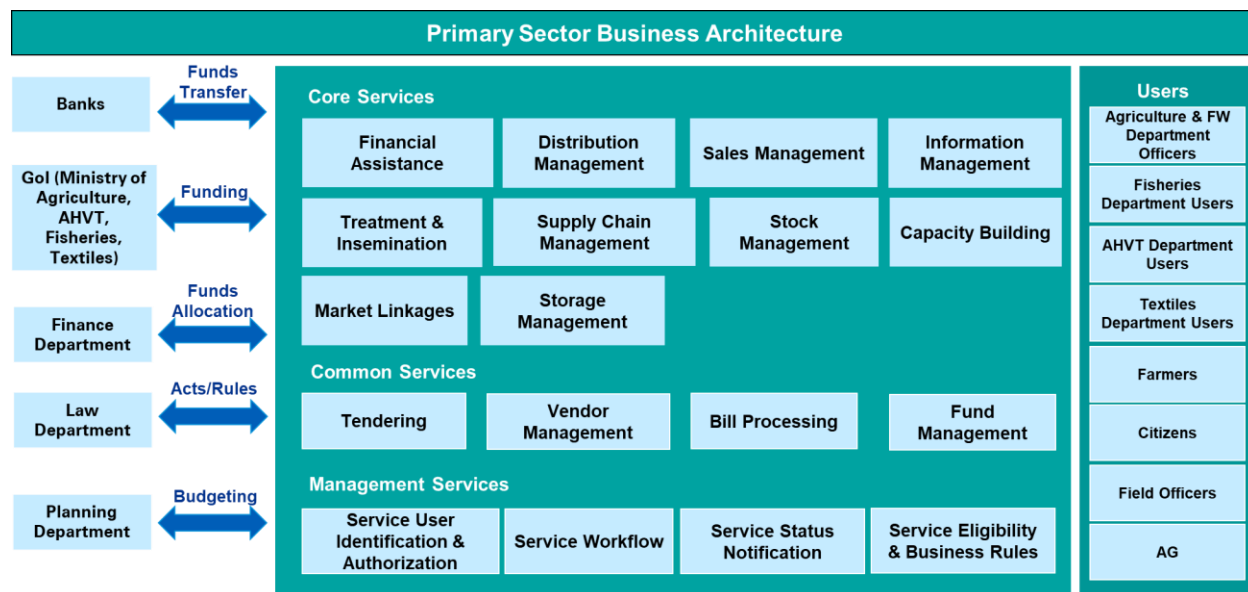 Primary Sector Business Architecture
Banks
Funds
Transfer
GoI (Ministry of
Agriculture,
AHVT,
Fisheries,
Textiles)
Funding
Finance
Department
Funds
Allocation
Law
Department
Acts/Rules
Planning
Department
Budgeting
Core Services
Financial
Assistance
Distribution
Management
Sales Management
Information
Management
Treatment &
Insemination
Supply Chain
Management
Stock
Management
Capacity Building
Market Linkages
Storage
Management
Common Services
Tendering
Vendor
Management
Bill Processing
Fund
Management
Management Services
Service User
Identification &
Authorization
Service Workflow
Service Status
Notification
Service Eligibility
& Business Rules
Users
Agriculture & FW
Department
Officers
Fisheries
Department Users
AHVT Department
Users
Textiles
Department Users
Farmers
Citizens
Field Officers
AG